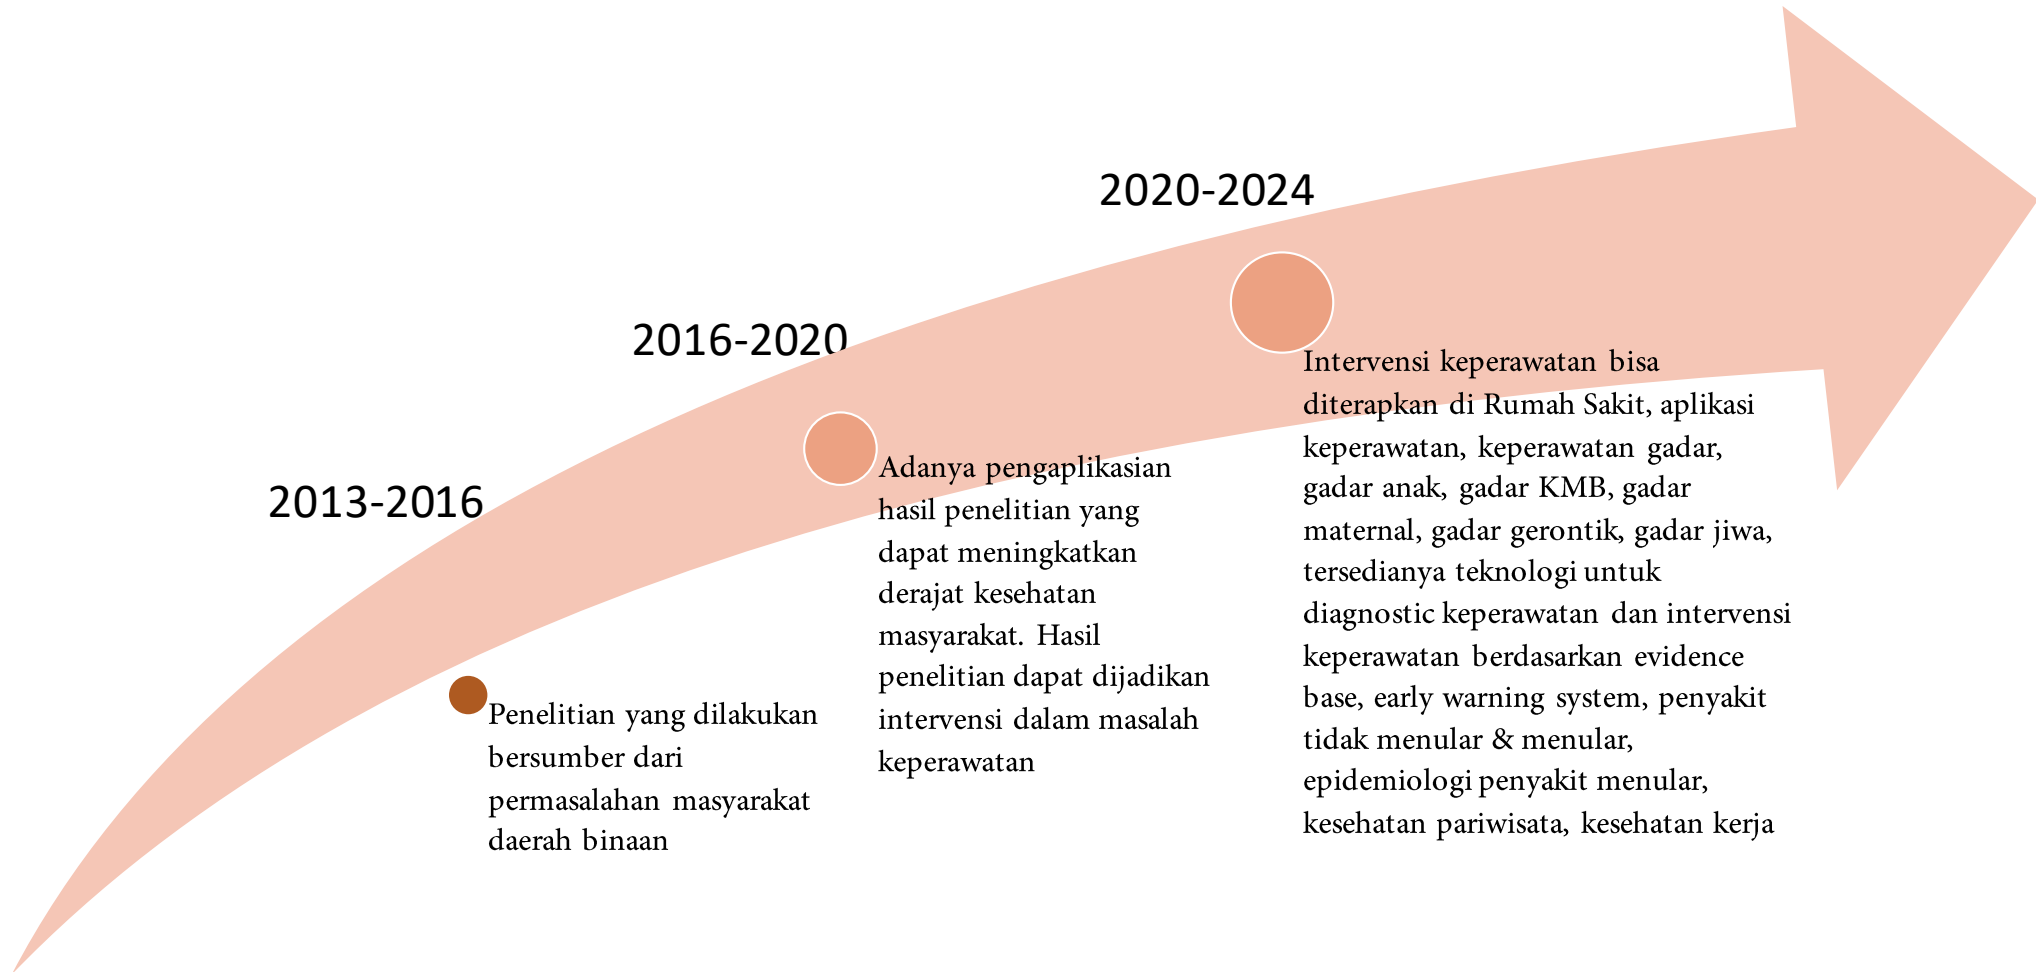 2013-2016
Penelitian yang dilakukan
bersumber dari
permasalahan masyarakat
daerah binaan
2016-2020
Adanya pengaplikasian
hasil penelitian yang
dapat meningkatkan
derajat kesehatan
masyarakat. Hasil
penelitian dapat dijadikan
intervensi dalam masalah
keperawatan
2020-2024
Intervensi keperawatan bisa
diterapkan di Rumah Sakit, aplikasi
keperawatan, keperawatan gadar,
gadar anak, gadar KMB, gadar
maternal, gadar gerontik, gadar jiwa,
tersedianya teknologi untuk
diagnostic keperawatan dan intervensi
keperawatan berdasarkan evidence
base, early warning system, penyakit
tidak menular & menular,
epidemiologi penyakit menular,
kesehatan pariwisata, kesehatan kerja